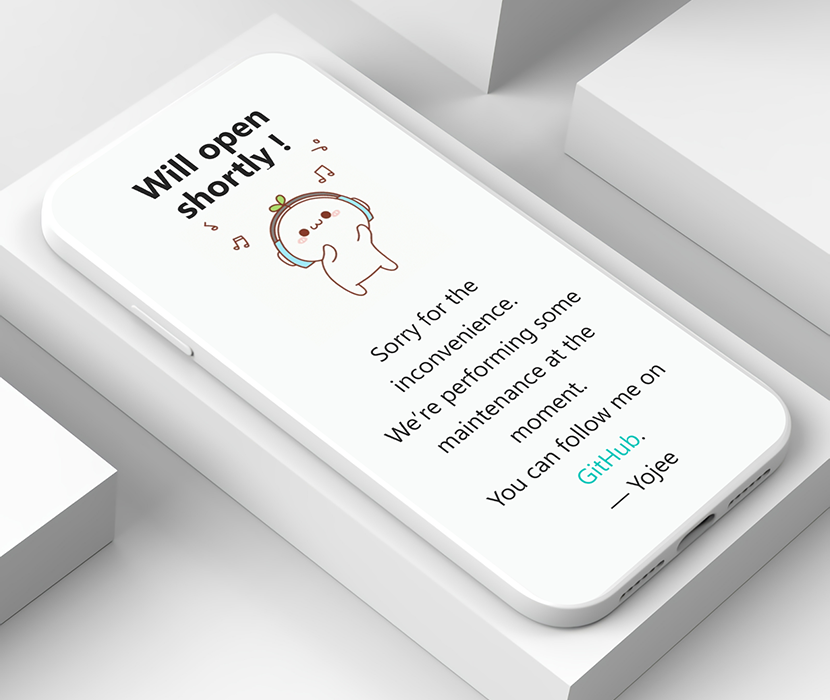 Will open
shortly !
Sorry for the
inconvenience.
We're performing some
maintenance at the
moment.
You can follow me on
GitHub.
— Yojee